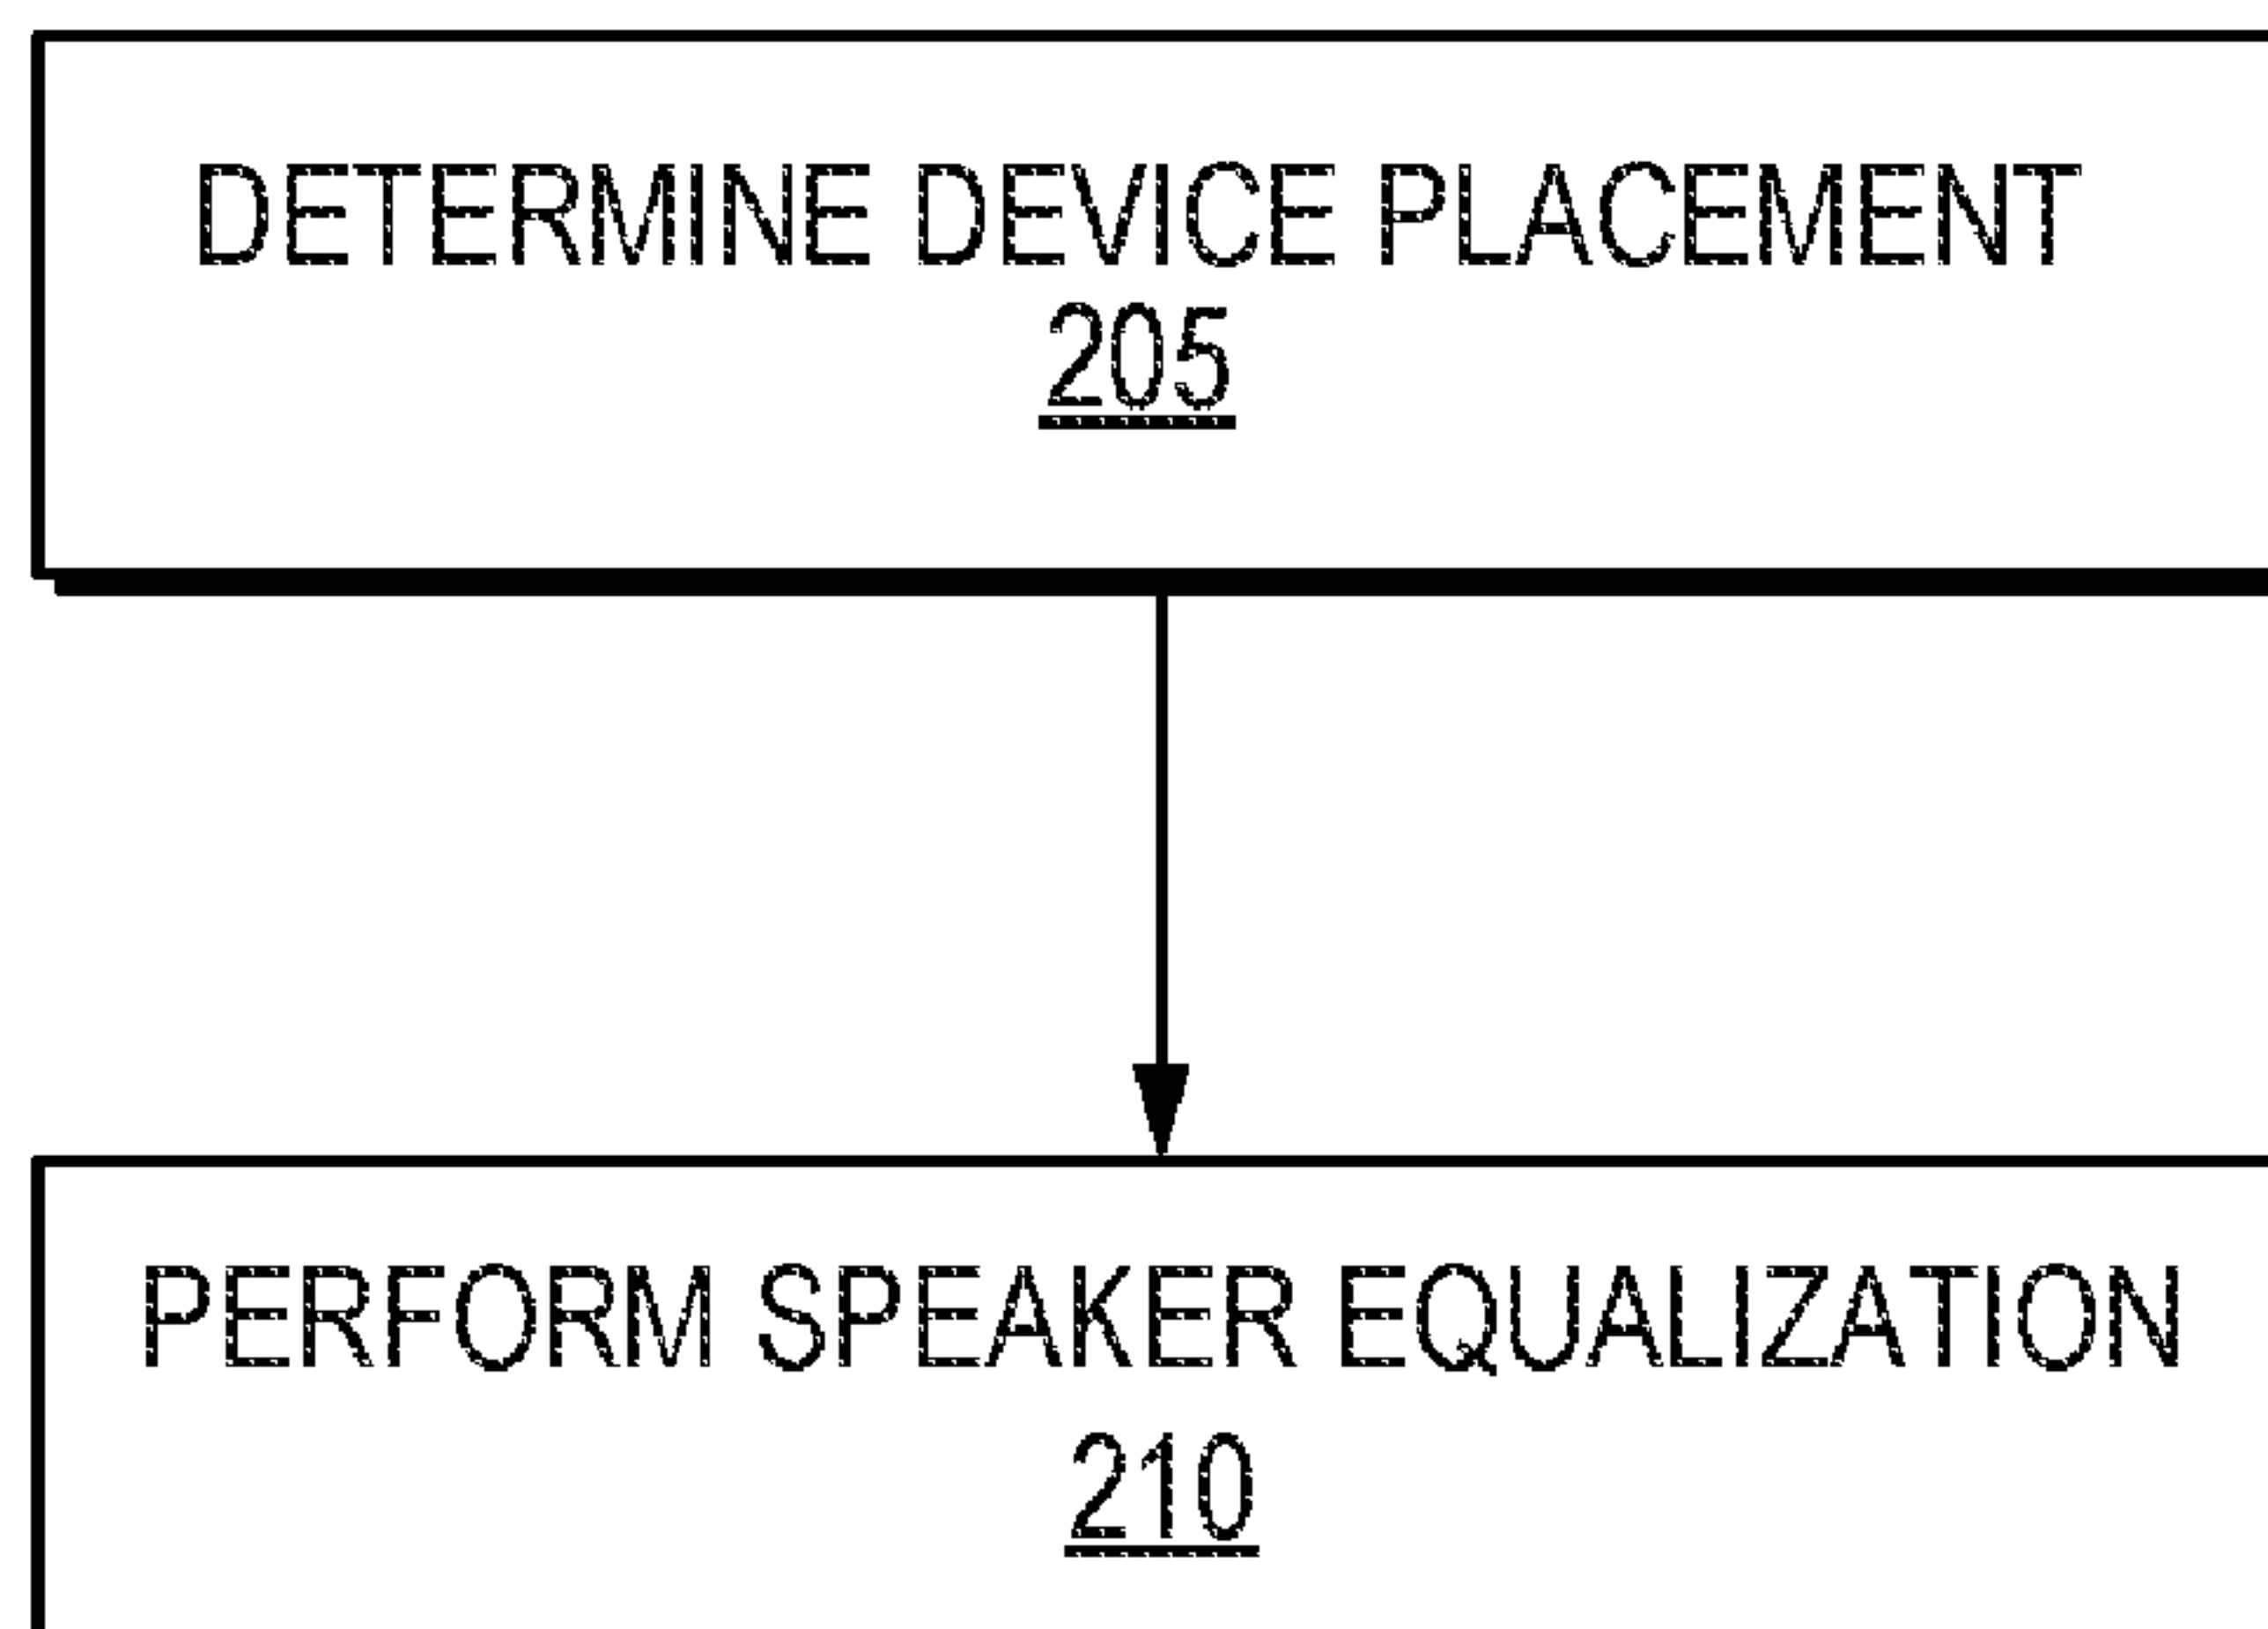 DETERMINE DEVICE PLACEMENT
205
PERFORM SPEAKER EQUALIZATION
210